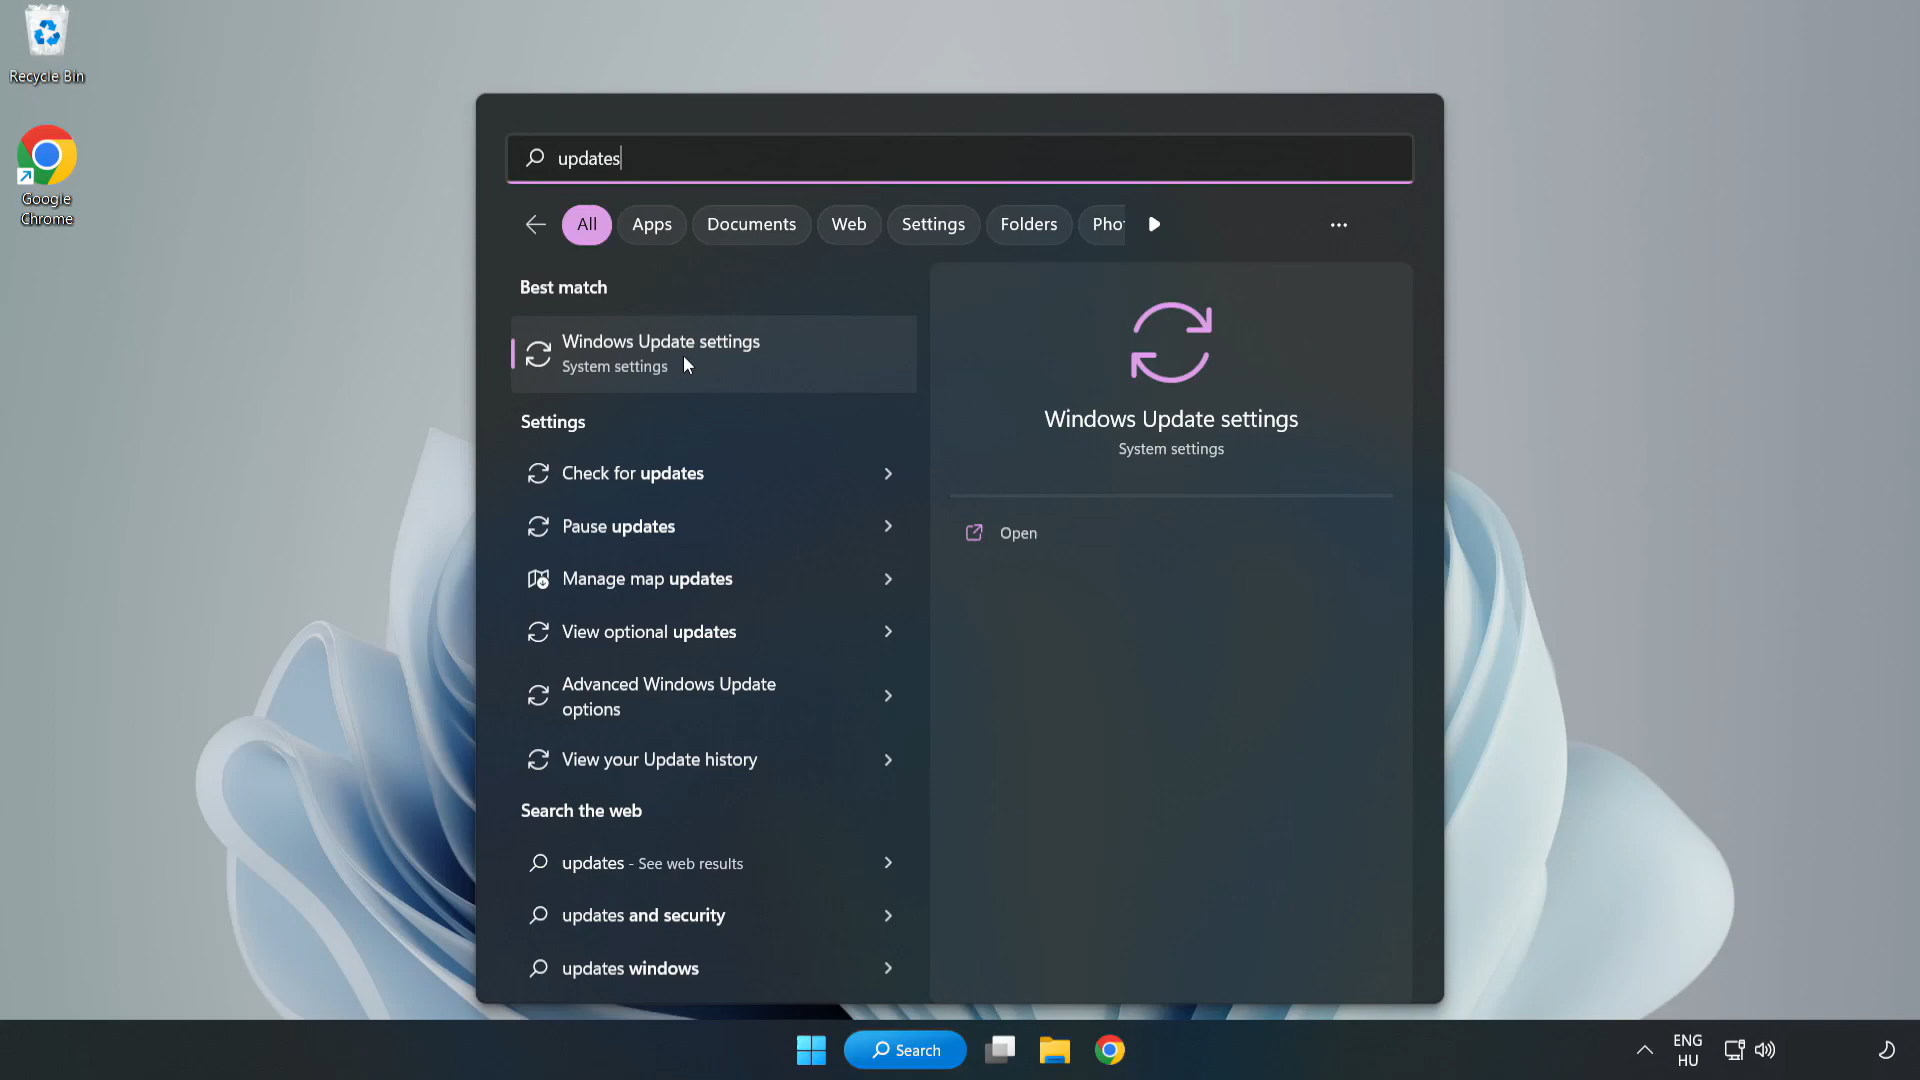 Recycle Bin
Google
Chrome
updates
All
Apps
Documents
Web
Settings
Folders
Pho
Best match
Windows Update settings
System settings
Settings
Check for updates
Pause updates
Manage map updates
View optional updates
Advanced Windows Update
options
View your Update history
Search the web
updates - See web results
updates and security
updates windows
Windows Update settings
System settings
Open
Search
ENG
HU